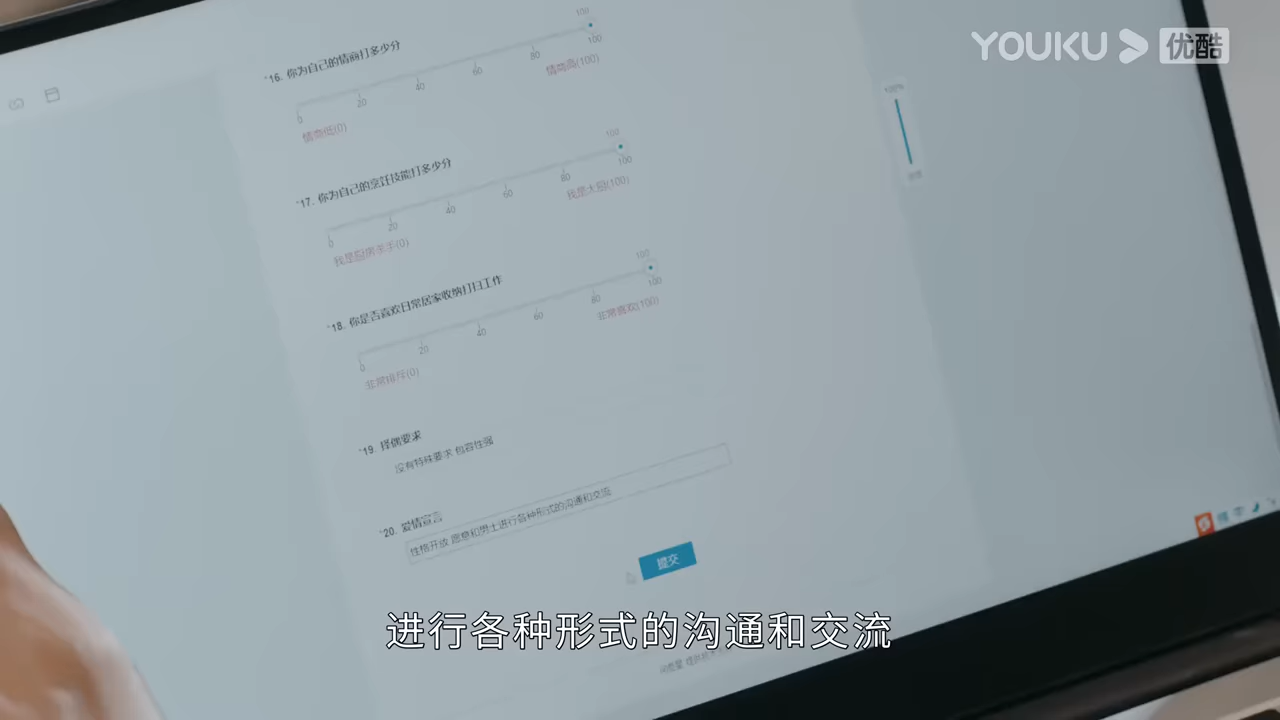 YOUKU 优酷
100
*16. 你为自己的情商打多少分
0 20 40 60 80 100
情商低(0) 情商高(100)
100%
100
*17. 你为自己的烹饪技能打多少分
0 20 40 60 80 100
我是厨房杀手(0) 我是大厨(100)
100
*18. 你是否喜欢日常居家收纳打扫工作
0 20 40 60 80 100
非常排斥(0) 非常喜欢(100)
*19. 择偶要求
没有特殊要求 包容性强
*20. 爱情宣言
性格开放 愿意和男士进行各种形式的沟通和交流
提交
进行各种形式的沟通和交流